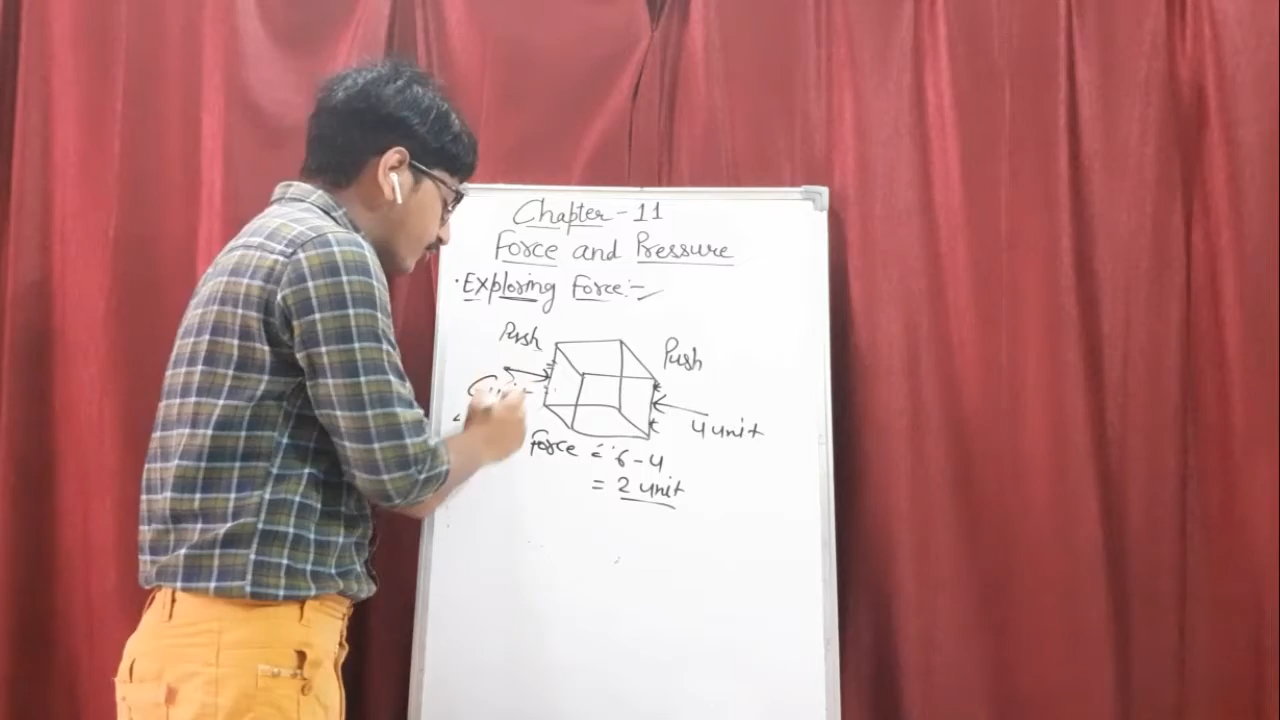 Chapter - 11
Force and Pressure
· Exploring Force :-
Push
Push
4 unit
force = 6 - 4
= 2 unit